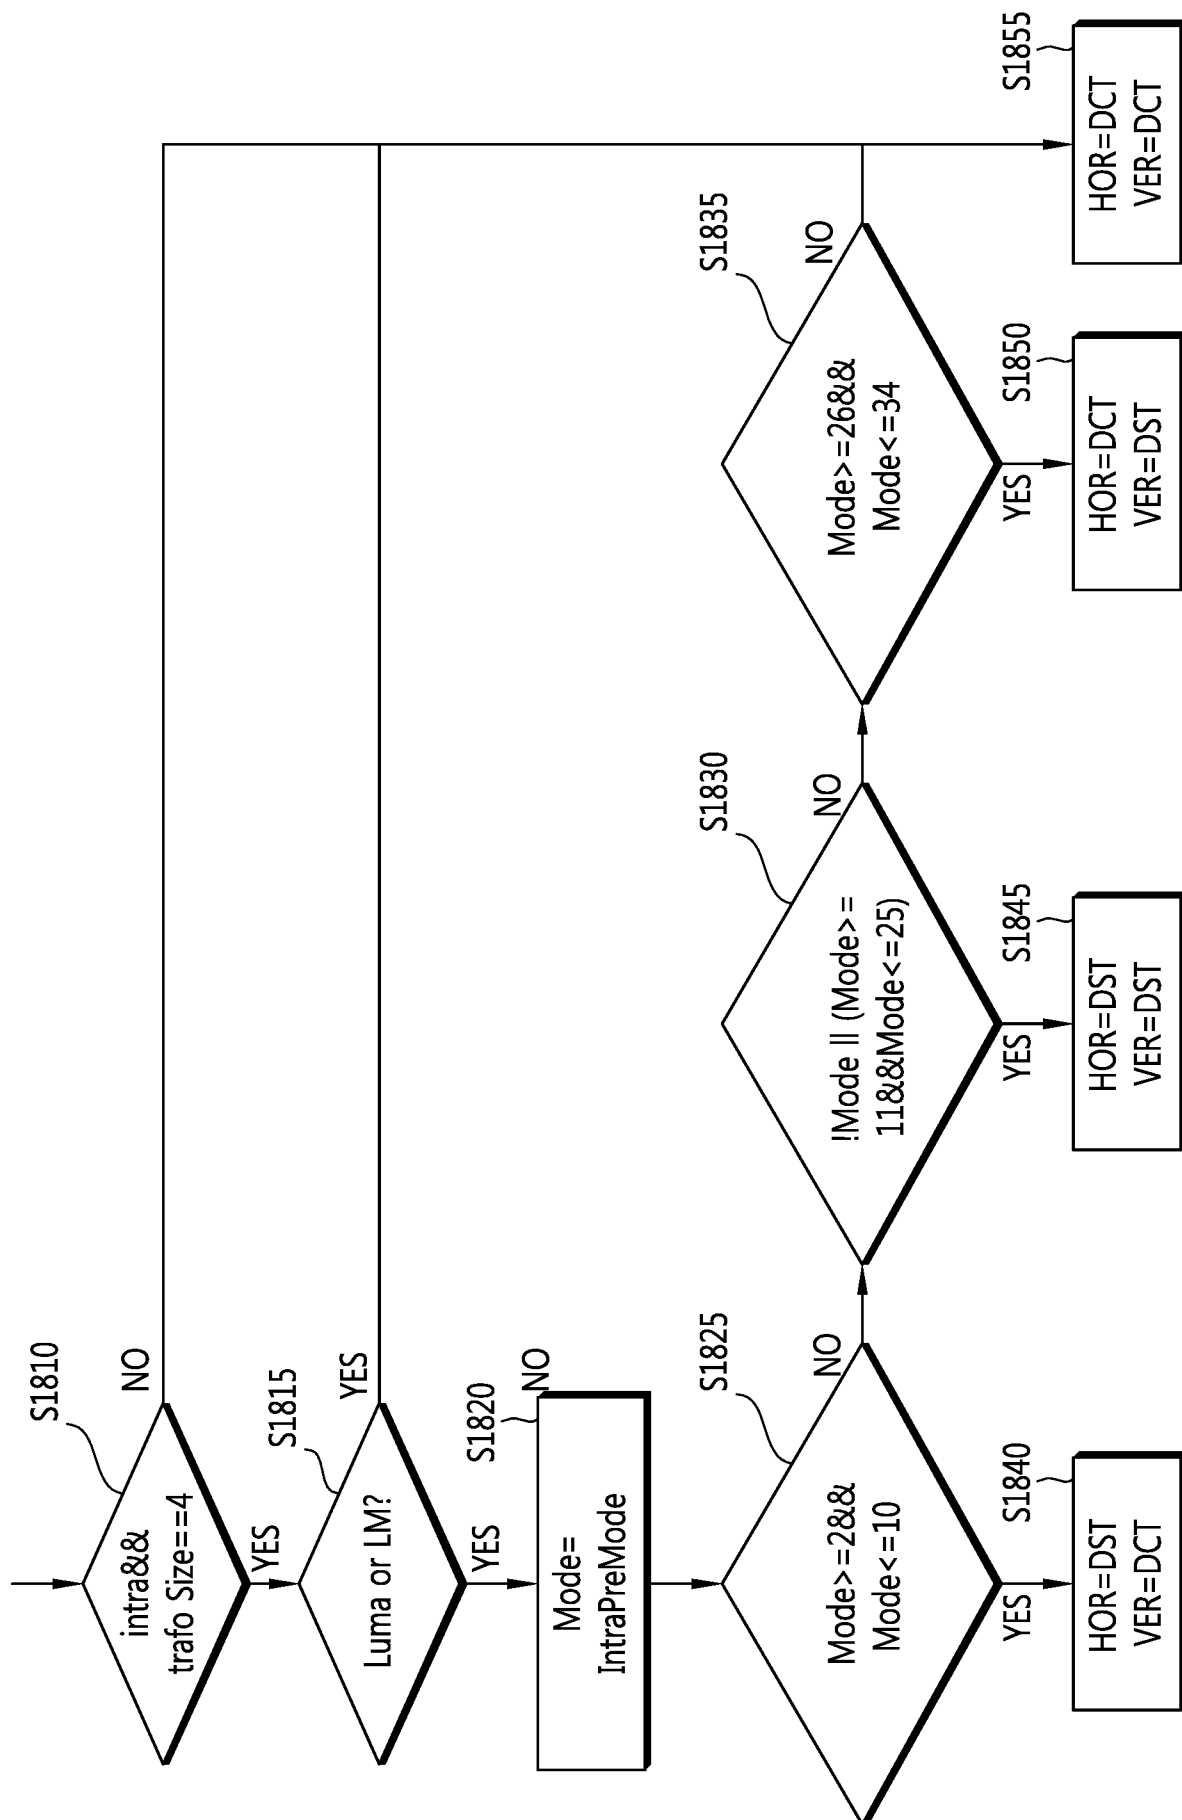 S1810
intra&&
trafo Size==4
NO
YES
S1815
Luma or LM?
YES
YES
S1820
NO
Mode=
IntraPreMode
S1825
Mode>=2&&
Mode<=10
NO
YES
S1830
!Mode || (Mode>=
11&&Mode<=25)
NO
YES
S1835
Mode>=26&&
Mode<=34
NO
YES
S1840
HOR=DST
VER=DCT
S1845
HOR=DST
VER=DST
S1850
HOR=DCT
VER=DST
S1855
HOR=DCT
VER=DCT